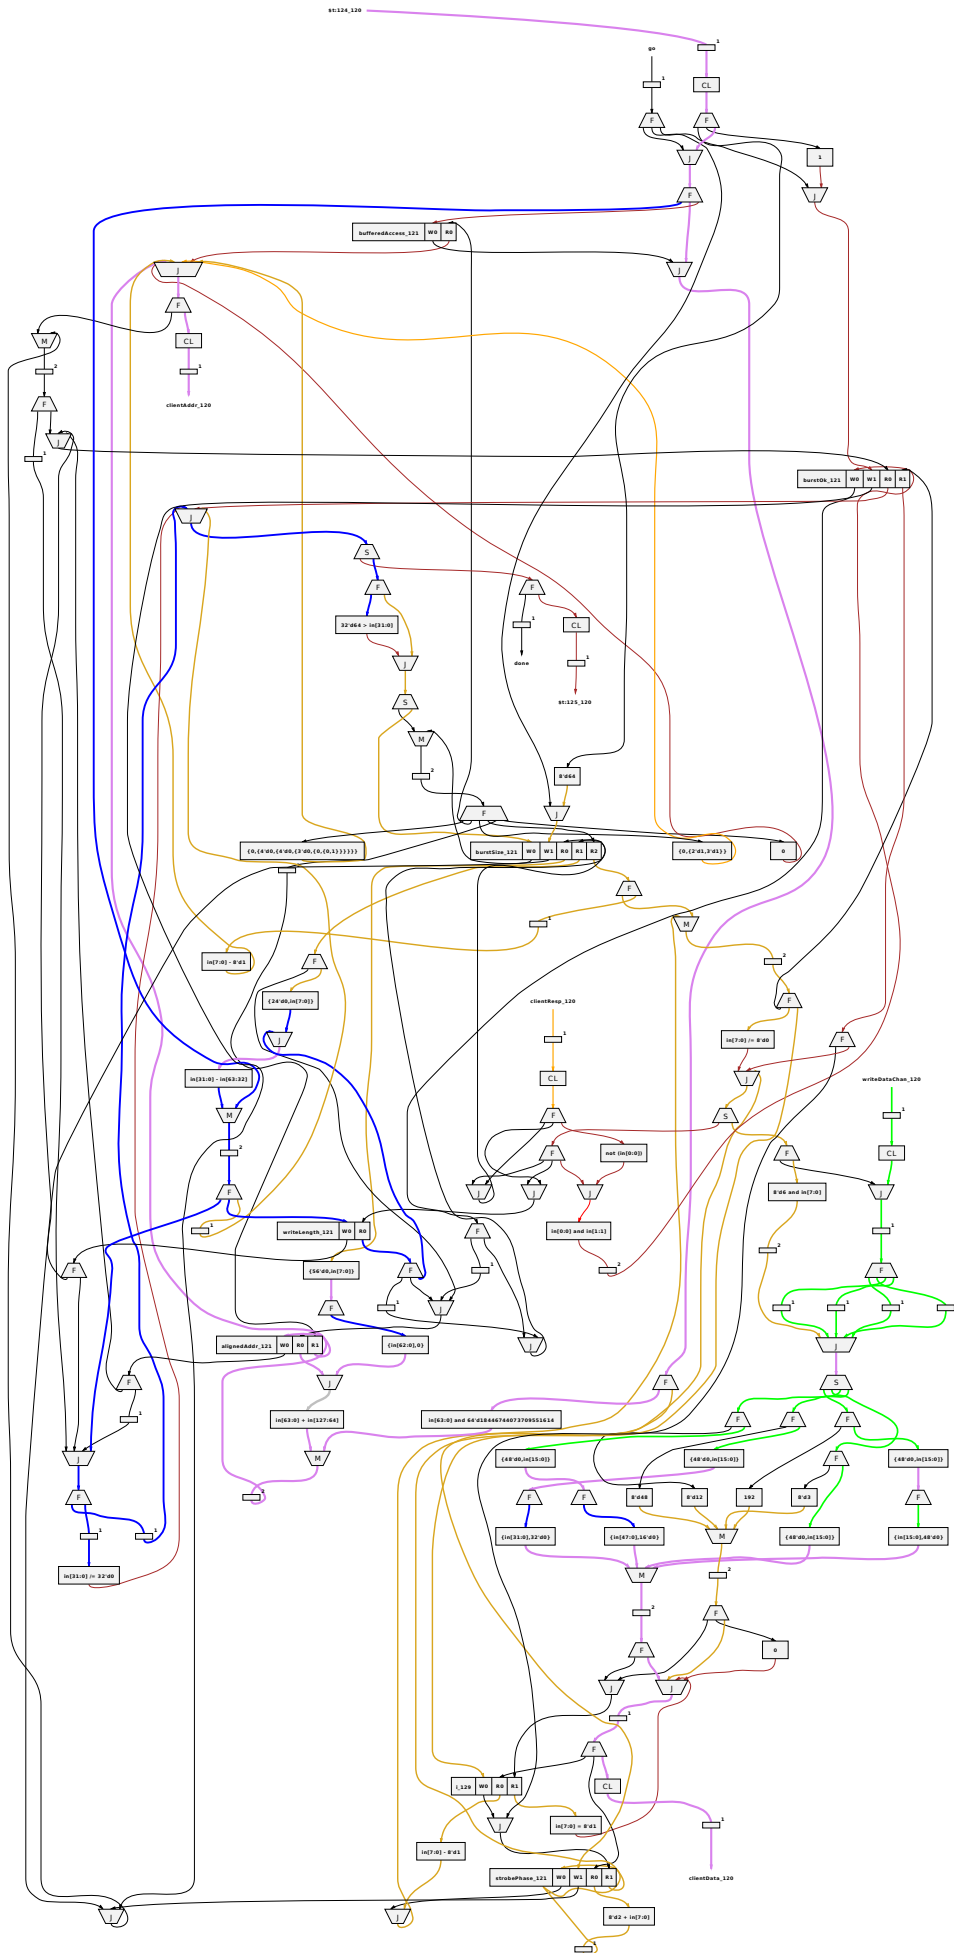 $t:124_120
1
go
1
CL
F
F
J
1
F
J
bufferedAccess_121 W0 R0
J
J
F
M
CL
2
1
clientAddr_120
F
J
1
burstOk_121 W0 W1 R0 R1
J
S
F
F
32'd64 > in[31:0]
1
CL
J
done
1
S
$t:125_120
M
2
8'd64
F
J
{0,{4'd0,{4'd0,{3'd0,{0,{0,1}}}}}}
burstSize_121 W0 W1 R0 R1 R2
{0,{2'd1,3'd1}}
0
F
1
M
in[7:0] - 8'd1
F
2
{24'd0,in[7:0]}
clientResp_120
F
J
1
in[7:0] /= 8'd0
F
in[31:0] - in[63:32]
CL
J
writeDataChan_120
M
F
S
1
2
F
not (in[0:0])
F
CL
F
J
J
J
8'd6 and in[7:0]
J
1
writeLength_121 W0 R0
F
in[0:0] and in[1:1]
1
F
{56'd0,in[7:0]}
F
1
2
2
F
F
1
J
1
1
1
alignedAddr_121 W0 R0 R1
{in[62:0],0}
J
J
F
J
F
S
1
in[63:0] + in[127:64]
in[63:0] and 64'd18446744073709551614
F
F
F
J
M
{48'd0,in[15:0]}
{48'd0,in[15:0]}
F
{48'd0,in[15:0]}
F
2
F
F
8'd48
8'd12
192
8'd3
F
1
1
{in[31:0],32'd0}
{in[47:0],16'd0}
M
{48'd0,in[15:0]}
{in[15:0],48'd0}
in[31:0] /= 32'd0
M
2
2
F
F
0
J
J
1
F
i_129 W0 R0 R1
CL
J
in[7:0] = 8'd1
1
in[7:0] - 8'd1
strobePhase_121 W0 W1 R0 R1
clientData_120
J
J
8'd2 + in[7:0]
1